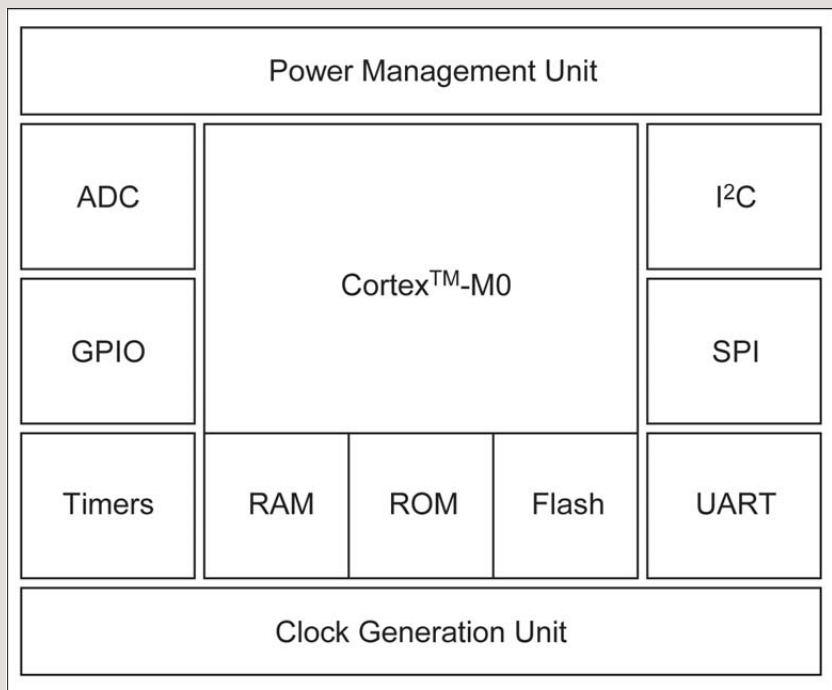 Power Management Unit
ADC
I²C
Cortex™-M0
GPIO
SPI
Timers
RAM
ROM
Flash
UART
Clock Generation Unit